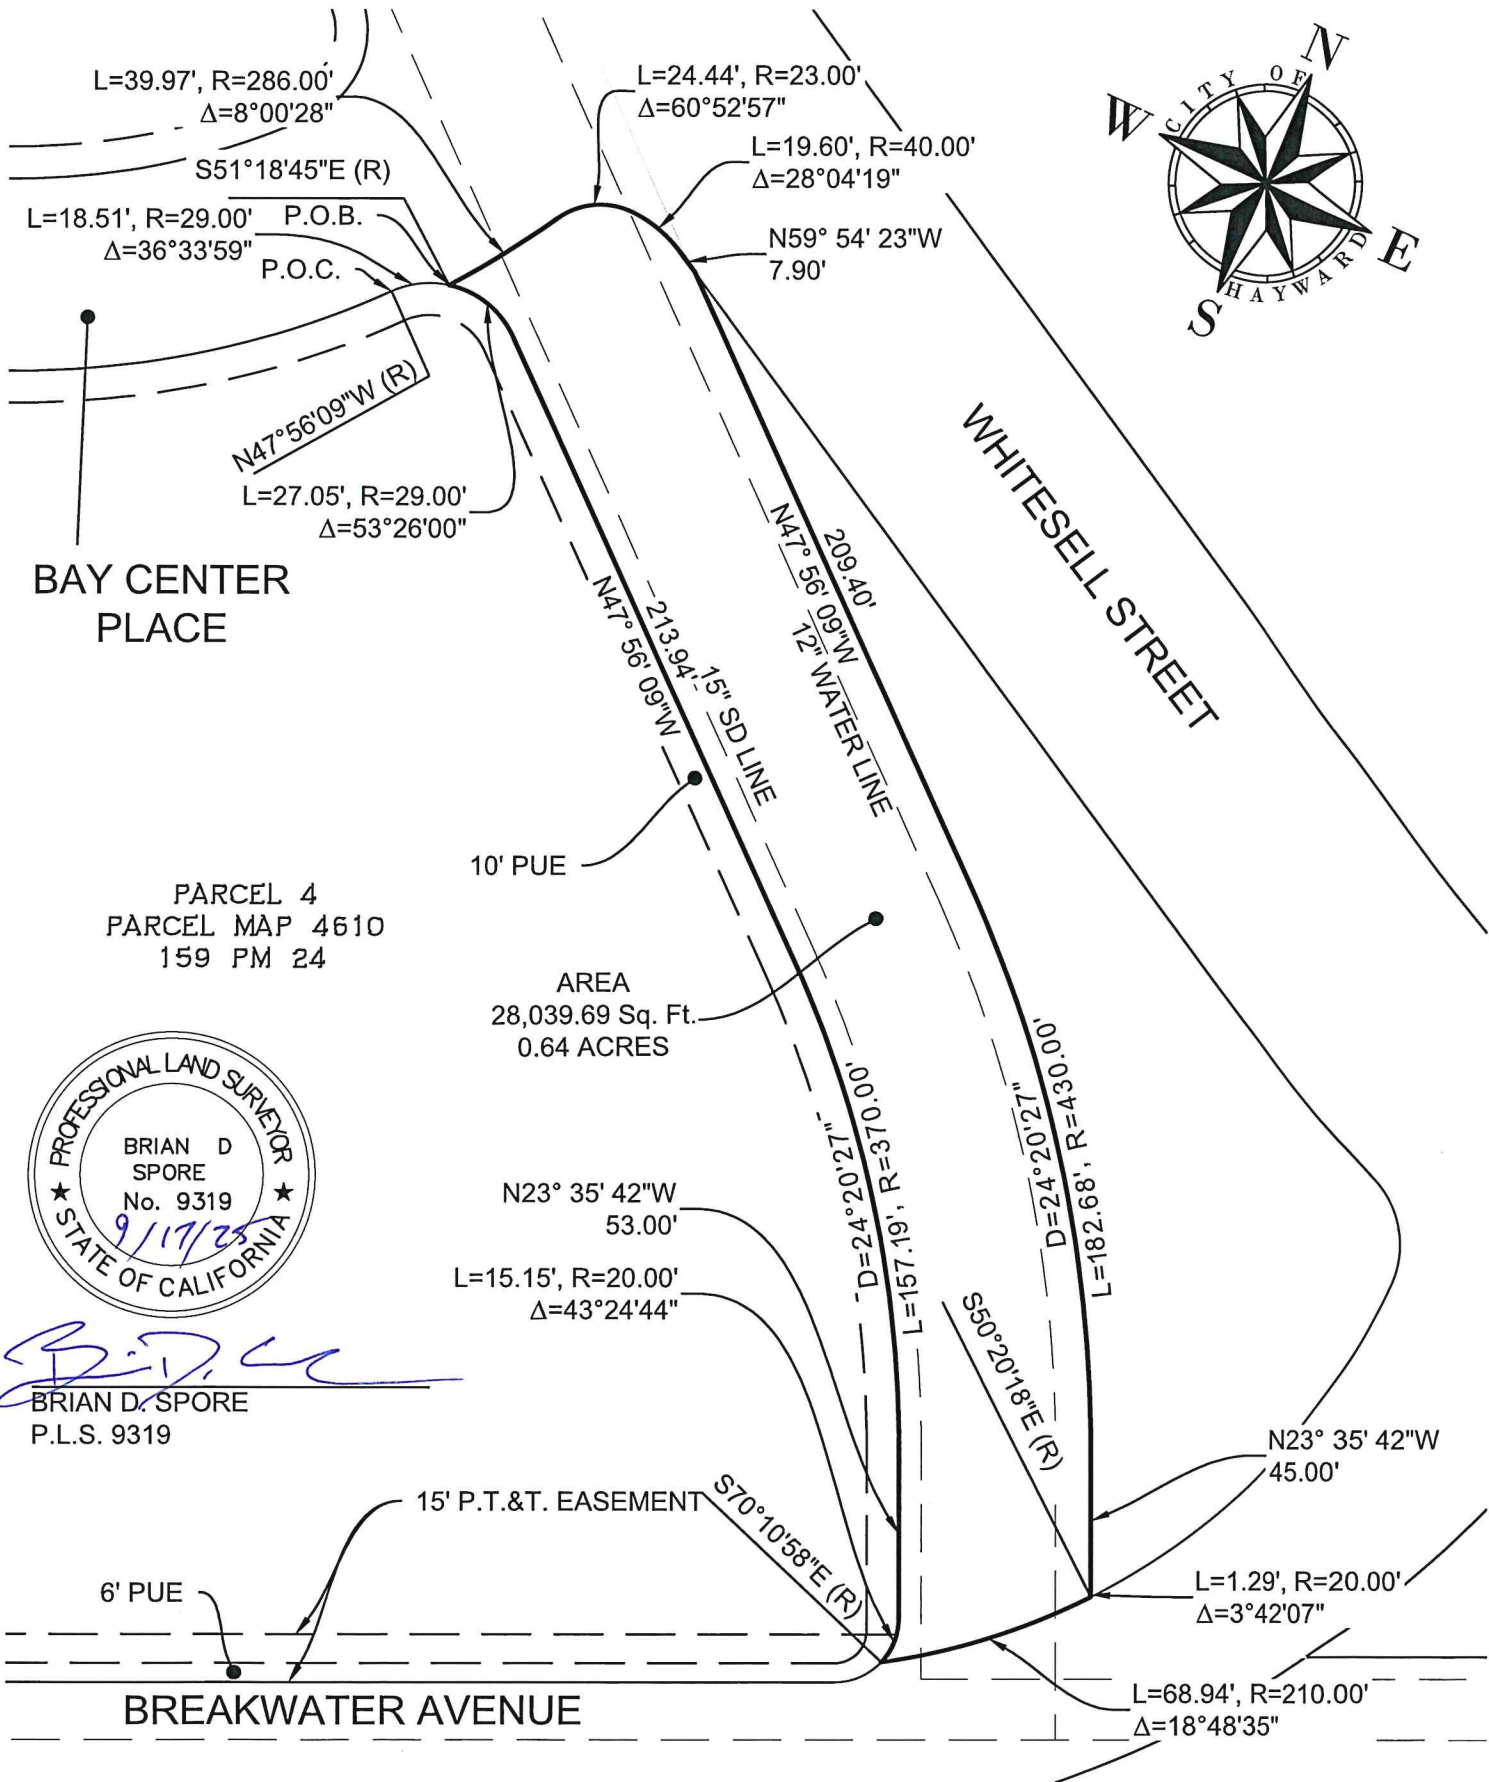 L=39.97', R=286.00'
Δ=8°00'28"
L=24.44', R=23.00'
Δ=60°52'57"
L=19.60', R=40.00'
Δ=28°04'19"
S51°18'45"E (R)
L=18.51', R=29.00'
Δ=36°33'59"
P.O.B.
P.O.C.
N59° 54' 23"W
7.90'
CITY OF
HAYWARD
N
W
E
S
N47°56'09"W (R)
L=27.05', R=29.00'
Δ=53°26'00"
BAY CENTER
PLACE
WHITESELL STREET
N47° 56' 09"W
213.94'
15" SD LINE
209.40'
N47° 56' 09"W
12" WATER LINE
10' PUE
PARCEL 4
PARCEL MAP 4610
159 PM 24
AREA
28,039.69 Sq. Ft.
0.64 ACRES
PROFESSIONAL LAND SURVEYOR
BRIAN D
SPORE
No. 9319
9/17/25
STATE OF CALIFORNIA
D=24°20'27"
L=157.19', R=370.00'
D=24°20'27"
L=182.68', R=430.00'
N23° 35' 42"W
53.00'
L=15.15', R=20.00'
Δ=43°24'44"
S50°20'18"E (R)
BRIAN D. SPORE
P.L.S. 9319
N23° 35' 42"W
45.00'
15' P.T.&T. EASEMENT
S70°10'58"E (R)
6' PUE
L=1.29', R=20.00'
Δ=3°42'07"
BREAKWATER AVENUE
L=68.94', R=210.00'
Δ=18°48'35"